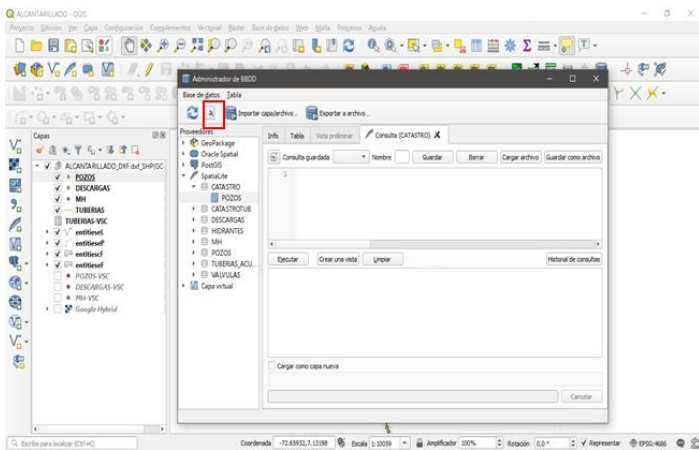 ALCANTARILLADO - QGIS
Proyecto Edición Ver Capa Configuración Complementos Vectorial Ráster Base de datos Web Malla Procesos Ayuda
Administrador de BBDD
Base de datos Tabla
Importar capa/archivo...
Exportar a archivo...
Proveedores
GeoPackage
Oracle Spatial
PostGIS
SpatiaLite
CATASTRO
POZOS
CATASTROTUB
DESCARGAS
HIDRANTES
MH
POZOS
TUBERIAS_ACU...
VALVULAS
Capa virtual
Info Tabla Vista preliminar Consulta (CATASTRO) X
Consulta guardada Nombre Guardar Borrar Cargar archivo Guardar como archivo
1
Ejecutar Crear una vista Limpiar Historial de consultas
Cargar como capa nueva
Cancelar
Capas
ALCANTARILLADO_DXF.dxf_SHP(GC
POZOS
DESCARGAS
MH
TUBERIAS
TUBERIAS-VSC
entitiesL
entitiesP
entitiescF
entitiesF
POZOS-VSC
DESCARGAS-VSC
MH-VSC
Google Hybrid
Escriba para localizar (Ctrl+K)
Coordenada -72.65932,7.13198 Escala 1:10059 Amplificador 100% Rotación 0,0 ° Representar EPSG:4686